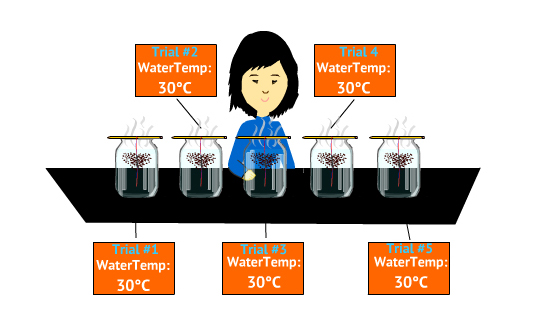 Trial #2
WaterTemp:
30°C
Trial 4
WaterTemp:
30°C
Trial #1
WaterTemp:
30°C
Trial #3
WaterTemp:
30°C
Trial #5
WaterTemp:
30°C